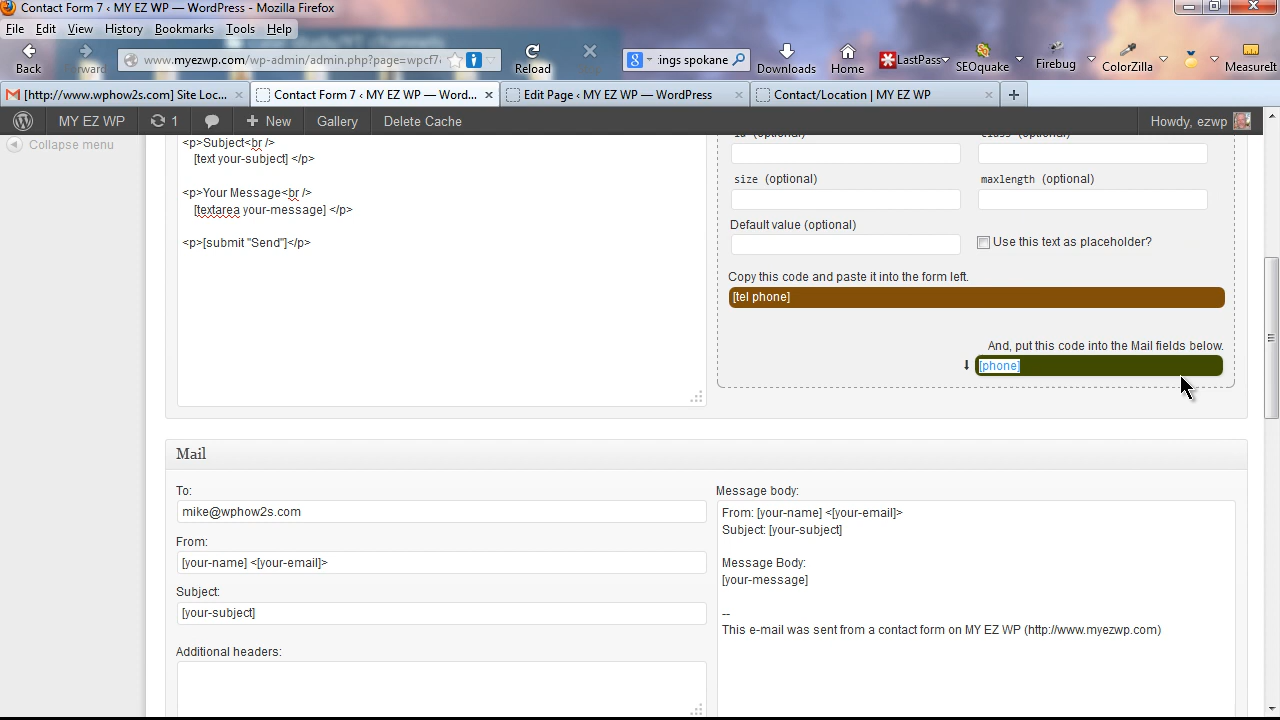 Contact Form 7 ‹ MY EZ WP — WordPress - Mozilla Firefox
File Edit View History Bookmarks Tools Help
Back Forward www.myezwp.com/wp-admin/admin.php?page=wpcf7 Reload ings spokane Downloads Home LastPass SEOquake Firebug ColorZilla MeasureIt
[http://www.wphow2s.com] Site Loc... Contact Form 7 ‹ MY EZ WP — Word... Edit Page ‹ MY EZ WP — WordPress Contact/Location | MY EZ WP
MY EZ WP 1 + New Gallery Delete Cache Howdy, ezwp
Collapse menu
<p>Subject<br />
[text your-subject] </p>
<p>Your Message<br />
[textarea your-message] </p>
<p>[submit "Send"]</p>
id (optional) class (optional)
size (optional) maxlength (optional)
Default value (optional)
Use this text as placeholder?
Copy this code and paste it into the form left.
[tel phone]
And, put this code into the Mail fields below.
[phone]
Mail
To:
mike@wphow2s.com
From:
[your-name] <[your-email]>
Subject:
[your-subject]
Additional headers:
Message body:
From: [your-name] <[your-email]>
Subject: [your-subject]
Message Body:
[your-message]
--
This e-mail was sent from a contact form on MY EZ WP (http://www.myezwp.com)